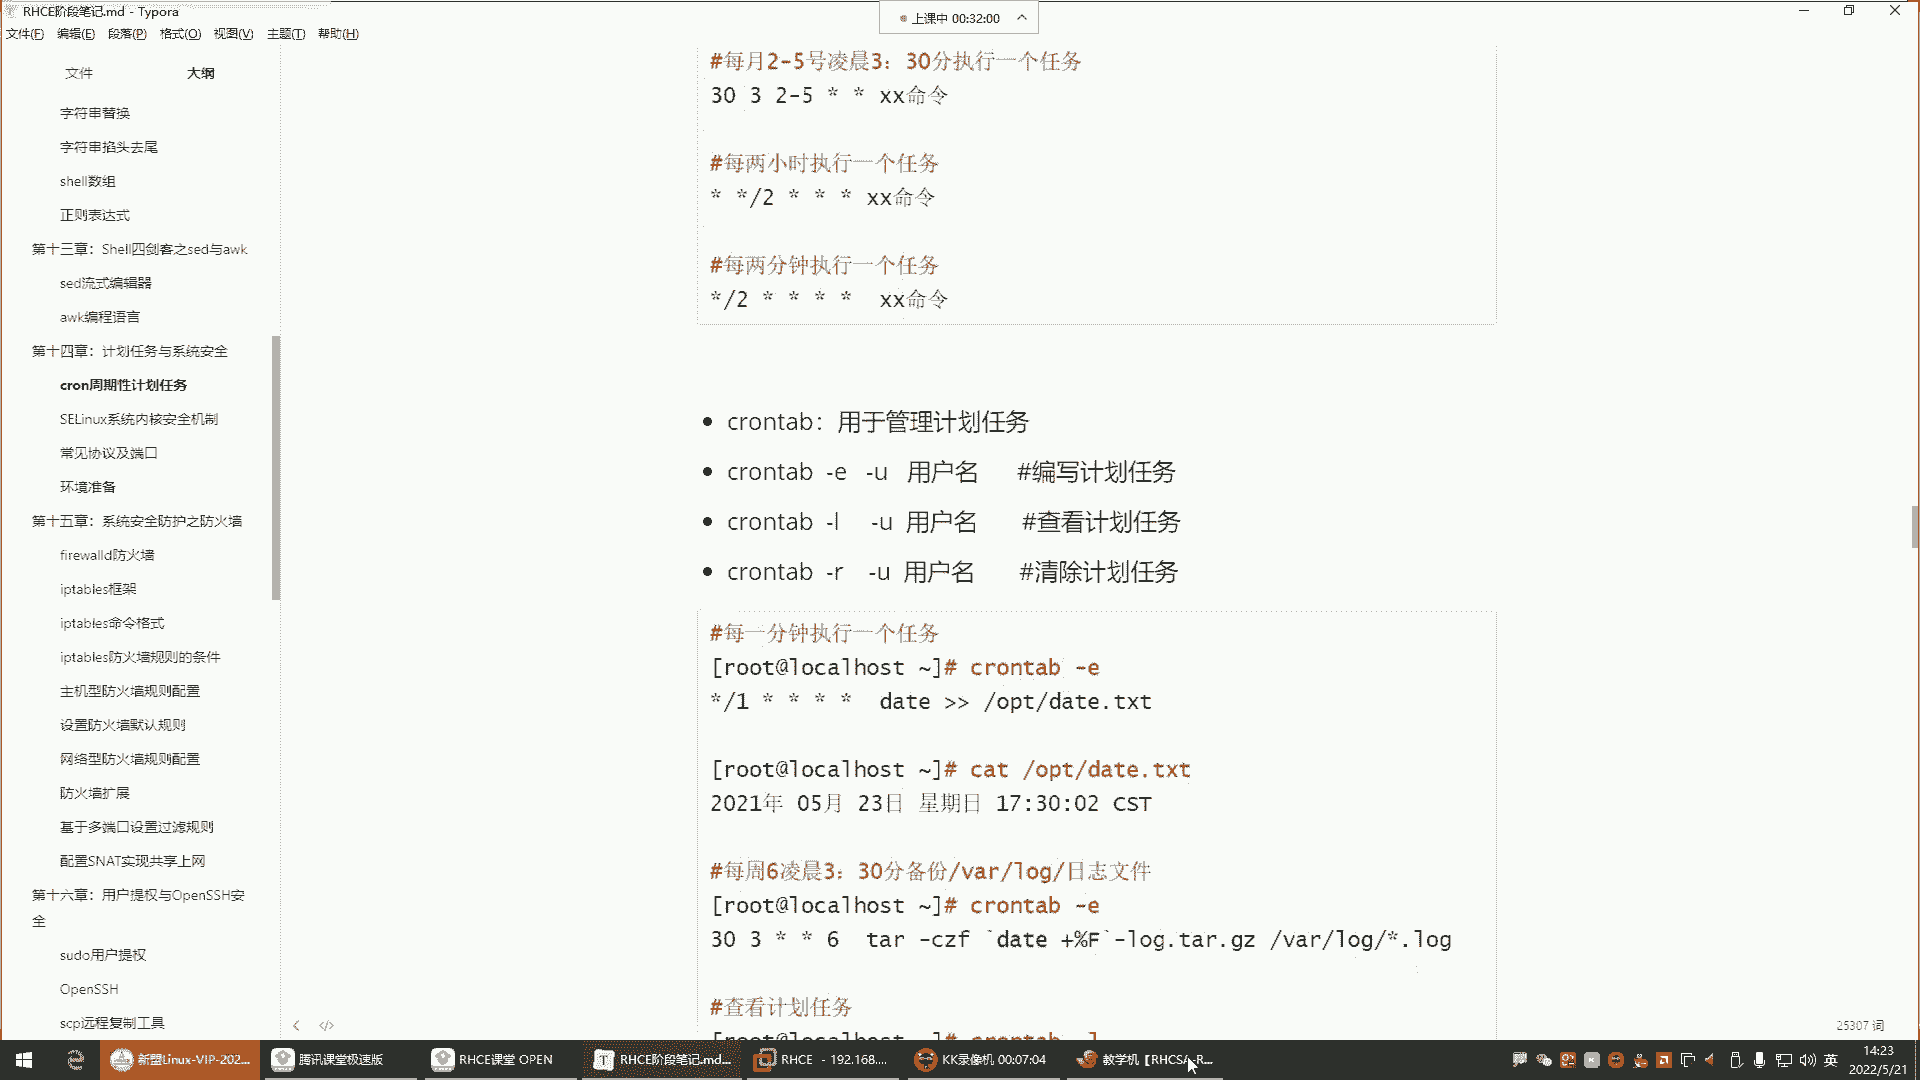 RHCE阶段笔记.md - Typora
上课中 00:32:00
文件(F) 编辑(E) 段落(P) 格式(O) 视图(V) 主题(T) 帮助(H)
文件 大纲
字符串替换
字符串掐头去尾
shell数组
正则表达式
第十三章：Shell四剑客之sed与awk
sed流式编辑器
awk编程语言
第十四章：计划任务与系统安全
cron周期性计划任务
SELinux系统内核安全机制
常见协议及端口
环境准备
第十五章：系统安全防护之防火墙
firewalld防火墙
iptables框架
iptables命令格式
iptables防火墙规则的条件
主机型防火墙规则配置
设置防火墙默认规则
网络型防火墙规则配置
防火墙扩展
基于多端口设置过滤规则
配置SNAT实现共享上网
第十六章：用户提权与OpenSSH安
全
sudo用户提权
OpenSSH
scp远程复制工具
#每月2-5号凌晨3：30分执行一个任务
30 3 2-5 * * xx命令
#每两小时执行一个任务
* */2 * * * xx命令
#每两分钟执行一个任务
*/2 * * * * xx命令
• crontab：用于管理计划任务
• crontab -e -u 用户名 #编写计划任务
• crontab -l -u 用户名 #查看计划任务
• crontab -r -u 用户名 #清除计划任务
#每一分钟执行一个任务
[root@localhost ~]# crontab -e
*/1 * * * * date >> /opt/date.txt
[root@localhost ~]# cat /opt/date.txt
2021年 05月 23日 星期日 17:30:02 CST
#每周6凌晨3：30分备份/var/log/日志文件
[root@localhost ~]# crontab -e
30 3 * * 6 tar -czf `date +%F`-log.tar.gz /var/log/*.log
#查看计划任务
[root@localhost ~]# crontab -l
25307 词
新盟Linux-VIP-202... 腾讯课堂极速版 RHCE课堂 OPEN RHCE阶段笔记.md... RHCE - 192.168.... KK录像机 00:07:04 教学机【RHCSA-R... 英 14:23
2022/5/21